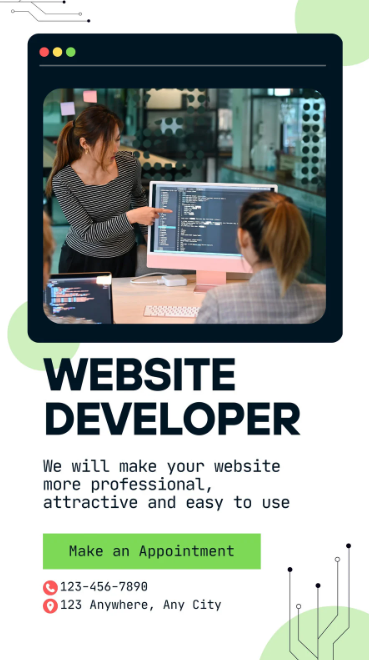 WEBSITE
DEVELOPER
We will make your website
more professional,
attractive and easy to use
Make an Appointment
123-456-7890
123 Anywhere, Any City